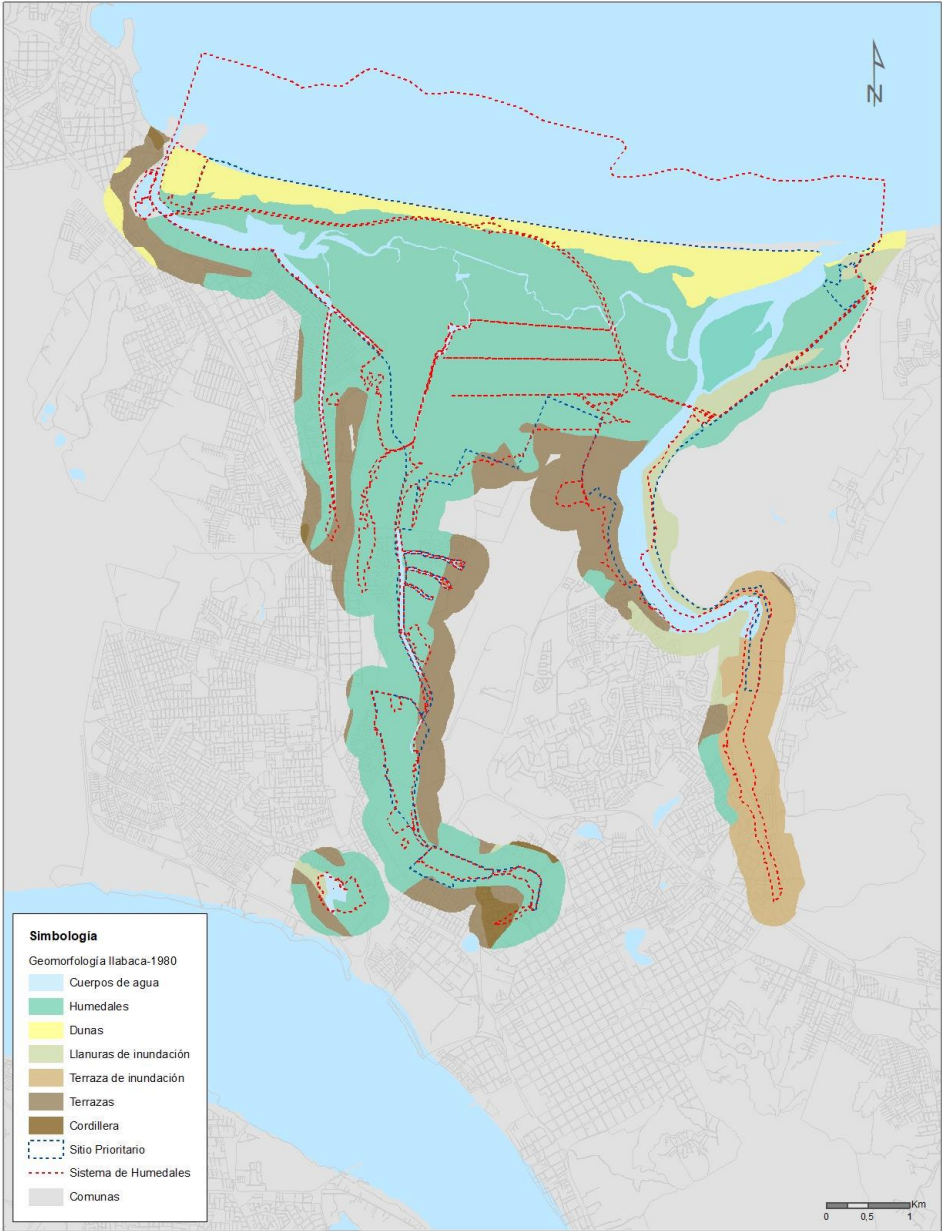 N
Simbología
Geomorfología Ilabaca-1980
Cuerpos de agua
Humedales
Dunas
Llanuras de inundación
Terraza de inundación
Terrazas
Cordillera
Sitio Prioritario
Sistema de Humedales
Comunas
Km
0 0,5 1